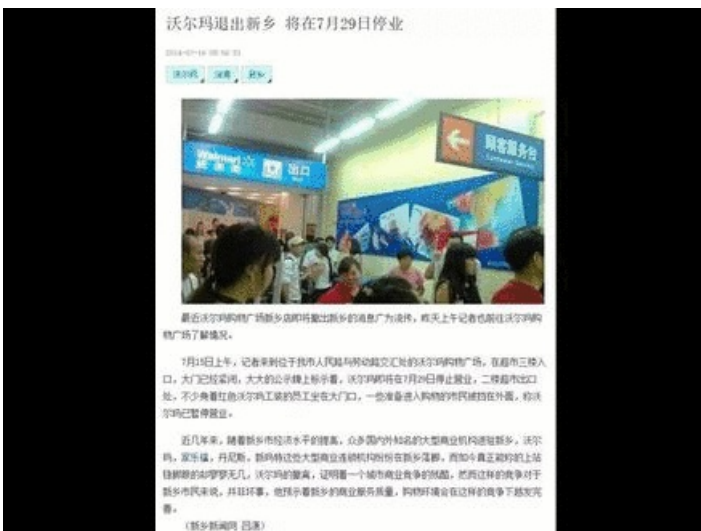 沃尔玛退出新乡 将在7月29日停业
沃尔玛
Walmart
沃尔玛
出口
顾客服务台
Customer Service
最近沃尔玛购物广场新乡店即将撤出新乡的消息广为流传，昨天上午记者也前往沃尔玛购
物广场了解情况。
7月15日上午，记者来到位于我市人民路与劳动路交汇处的沃尔玛购物广场，在超市三楼入
口，大门已经紧闭，大大的公示牌上标示着，沃尔玛即将在7月29日停止营业，二楼超市出口
处，不少身着红色沃尔玛工装的员工坐在大门口，一些准备进入购物的市民被挡在外面，称沃
尔玛已暂停营业。
近几年来，随着新乡市经济水平的提高，众多国内外知名的大型商业机构进驻新乡，沃尔
玛，家乐福，丹尼斯，新玛特这些大型商业连锁机构纷纷在新乡落脚，而如今真正能够的上站
稳脚跟的却寥寥无几，沃尔玛的撤离，证明着一个城市商业竞争的残酷，然而这样的竞争对于
新乡市民来说，并非坏事，他预示着新乡的商业服务质量，购物环境会在这样的竞争下越发完
善。
（新乡新闻网